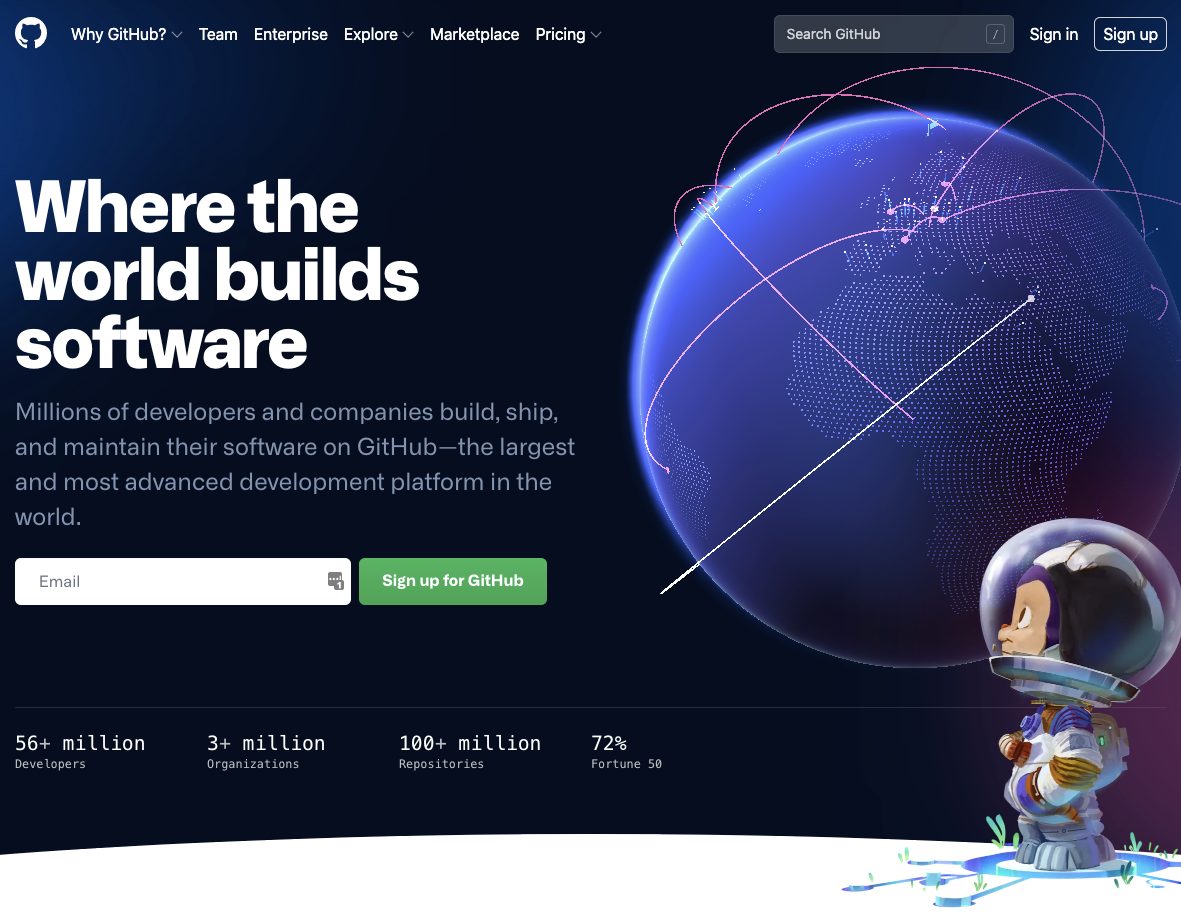 Why GitHub? Team Enterprise Explore Marketplace Pricing Search GitHub / Sign in Sign up
Where the
world builds
software
Millions of developers and companies build, ship,
and maintain their software on GitHub—the largest
and most advanced development platform in the
world.
Email 1 Sign up for GitHub
56+ million 3+ million 100+ million 72%
Developers Organizations Repositories Fortune 50